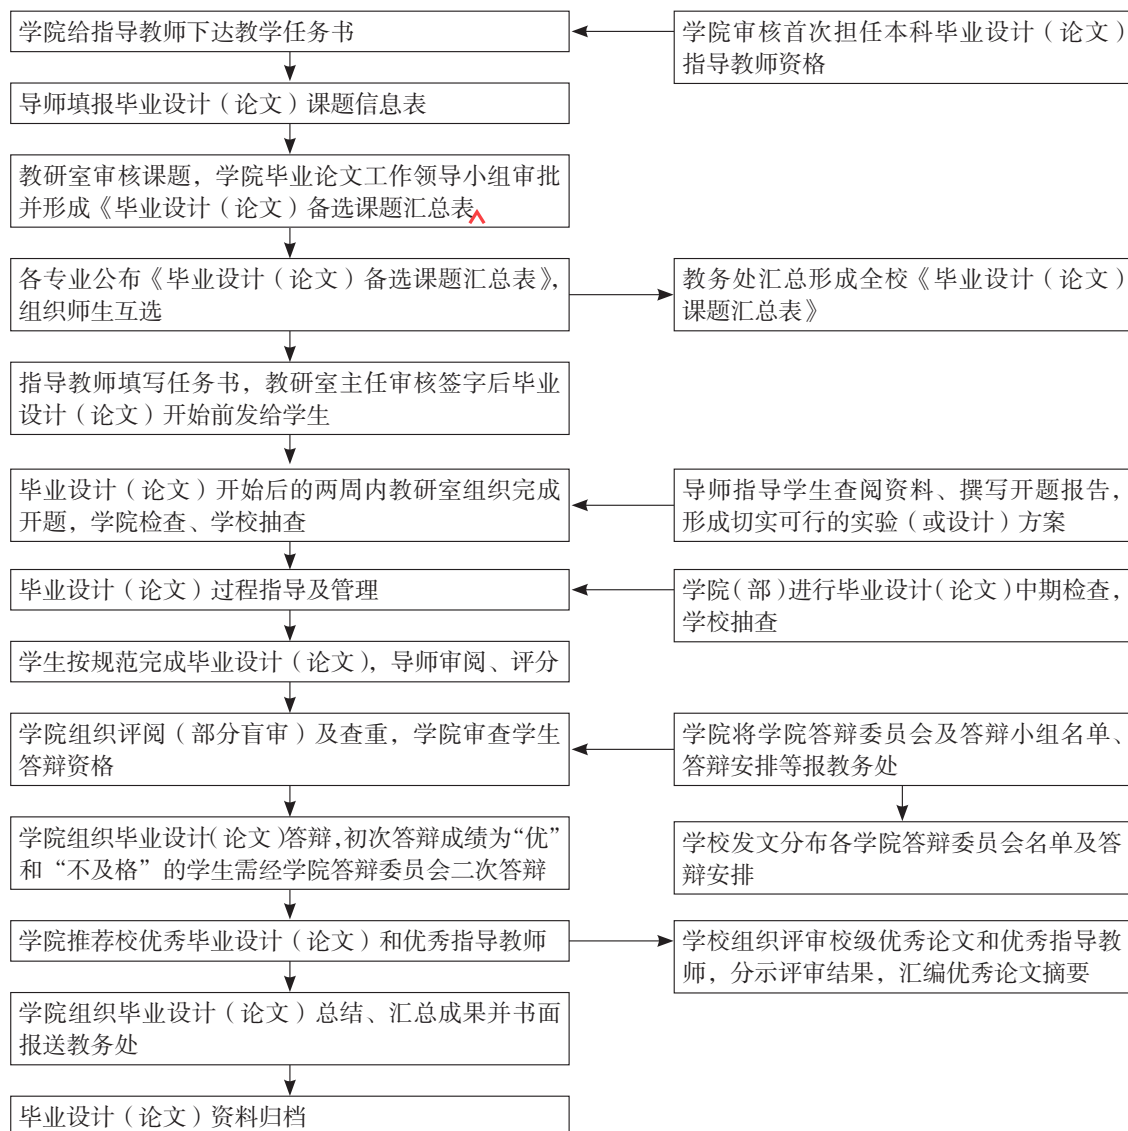 学院给指导教师下达教学任务书
学院审核首次担任本科毕业设计（论文）
指导教师资格
导师填报毕业设计（论文）课题信息表
教研室审核课题，学院毕业论文工作领导小组审批
并形成《毕业设计（论文）备选课题汇总表
各专业公布《毕业设计（论文）备选课题汇总表》，
组织师生互选
教务处汇总形成全校《毕业设计（论文）
课题汇总表》
指导教师填写任务书，教研室主任审核签字后毕业
设计（论文）开始前发给学生
毕业设计（论文）开始后的两周内教研室组织完成
开题，学院检查、学校抽查
导师指导学生查阅资料、撰写开题报告，
形成切实可行的实验（或设计）方案
毕业设计（论文）过程指导及管理
学院（部）进行毕业设计（论文）中期检查，
学校抽查
学生按规范完成毕业设计（论文），导师审阅、评分
学院组织评阅（部分盲审）及查重，学院审查学生
答辩资格
学院将学院答辩委员会及答辩小组名单、
答辩安排等报教务处
学院组织毕业设计（论文）答辩，初次答辩成绩为“优”
和“不及格”的学生需经学院答辩委员会二次答辩
学校发文分布各学院答辩委员会名单及答
辩安排
学院推荐校优秀毕业设计（论文）和优秀指导教师
学校组织评审校级优秀论文和优秀指导教
师，分示评审结果，汇编优秀论文摘要
学院组织毕业设计（论文）总结、汇总成果并书面
报送教务处
毕业设计（论文）资料归档